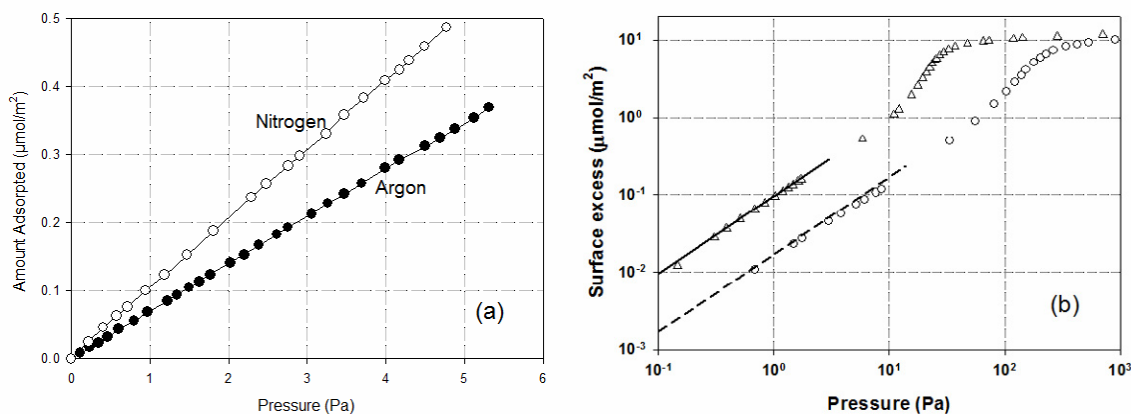 0.5
0.4
0.3
0.2
0.1
0.0
Amount Adsorpted (μmol/m²)
Nitrogen
Argon
(a)
0 1 2 3 4 5 6
Pressure (Pa)
10¹
10⁰
10⁻¹
10⁻²
10⁻³
Surface excess (μmol/m²)
(b)
10⁻¹ 10⁰ 10¹ 10² 10³
Pressure (Pa)